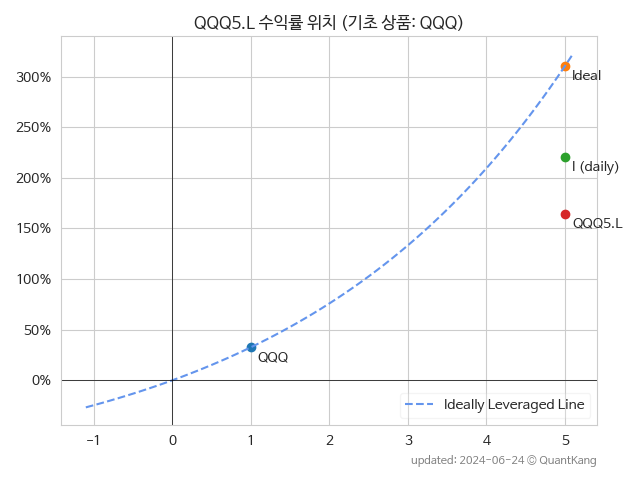 QQQ5.L 수익률 위치 (기초 상품: QQQ)
300%
250%
200%
150%
100%
50%
0%
Ideal
I (daily)
QQQ5.L
QQQ
Ideally Leveraged Line
-1 0 1 2 3 4 5
updated: 2024-06-24 © QuantKang